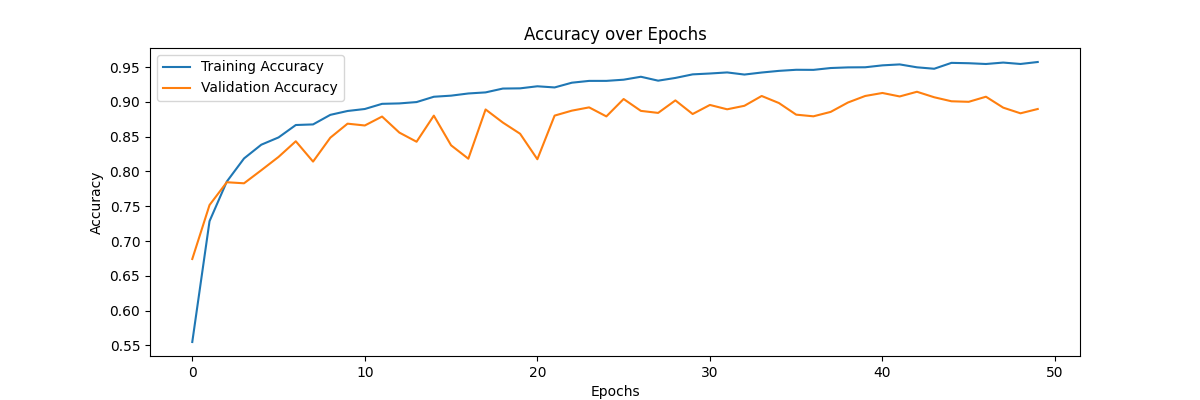 Accuracy over Epochs
Training Accuracy
Validation Accuracy
Accuracy
0.95
0.90
0.85
0.80
0.75
0.70
0.65
0.60
0.55
0 10 20 30 40 50
Epochs